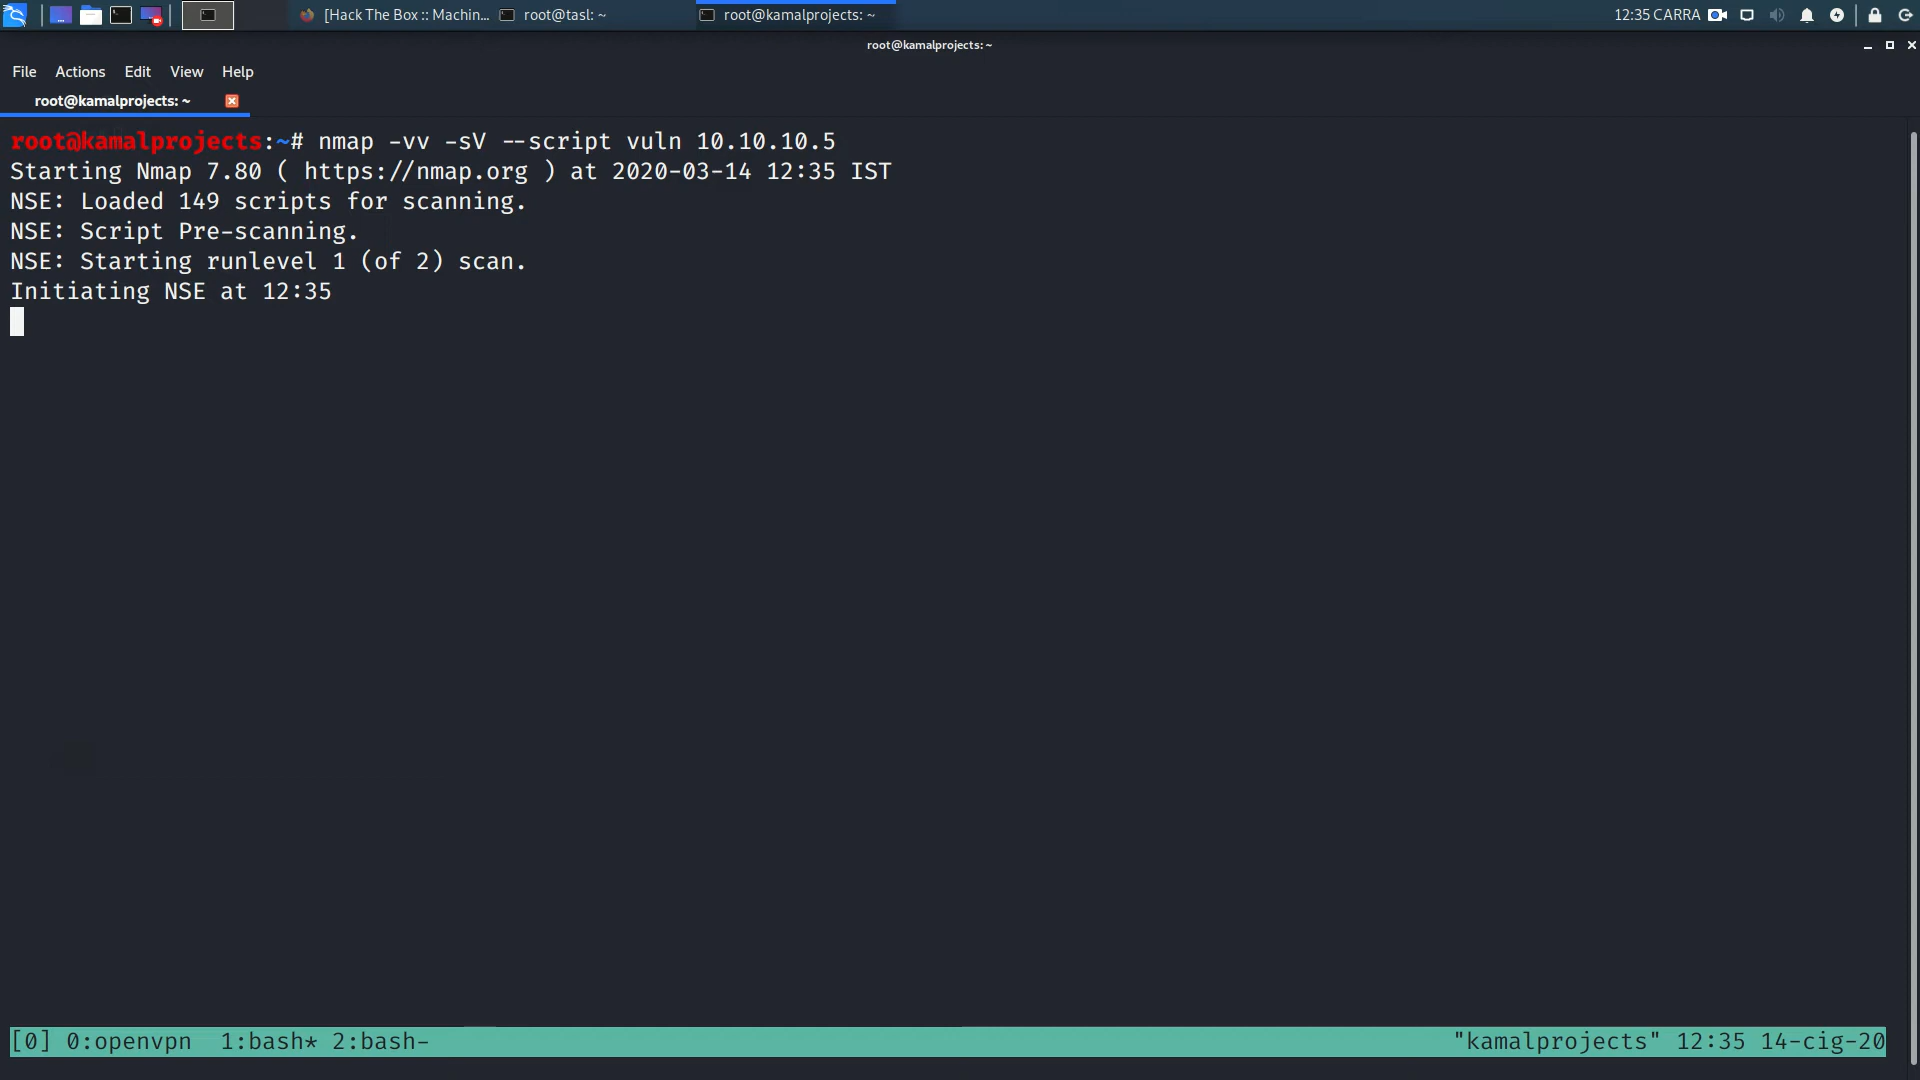 [Hack The Box :: Machin... root@tasl: ~ root@kamalprojects: ~ 12:35 CARRA
root@kamalprojects: ~
File Actions Edit View Help
root@kamalprojects: ~
root@kamalprojects:~# nmap -vv -sV --script vuln 10.10.10.5
Starting Nmap 7.80 ( https://nmap.org ) at 2020-03-14 12:35 IST
NSE: Loaded 149 scripts for scanning.
NSE: Script Pre-scanning.
NSE: Starting runlevel 1 (of 2) scan.
Initiating NSE at 12:35
[0] 0:openvpn  1:bash* 2:bash- "kamalprojects" 12:35 14-cig-20